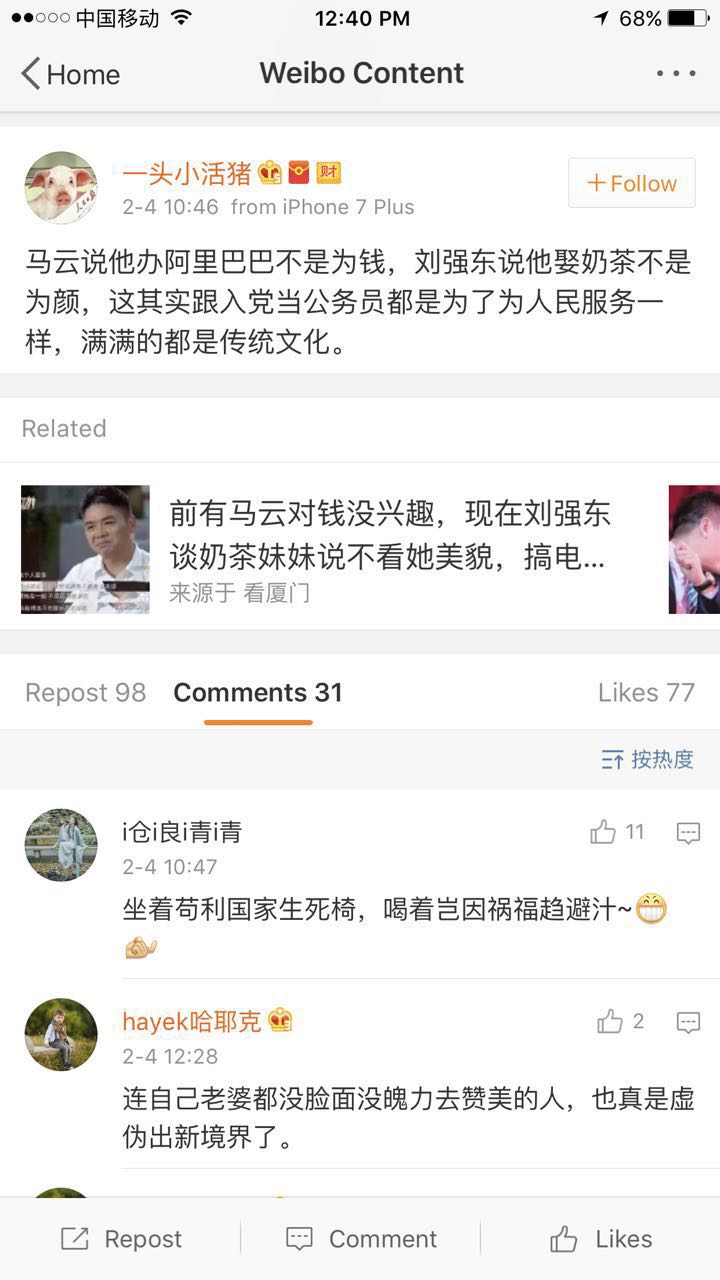 中国移动
12:40 PM
68%
Home
Weibo Content
一头小活猪
财
2-4 10:46 from iPhone 7 Plus
+Follow
马云说他办阿里巴巴不是为钱，刘强东说他娶奶茶不是
为颜，这其实跟入党当公务员都是为了为人民服务一
样，满满的都是传统文化。
Related
前有马云对钱没兴趣，现在刘强东
谈奶茶妹妹说不看她美貌，搞电...
来源于 看厦门
Repost 98
Comments 31
Likes 77
按热度
i仓i良i青i青
11
2-4 10:47
坐着苟利国家生死椅，喝着岂因祸福趋避汁~
hayek哈耶克
2
2-4 12:28
连自己老婆都没脸面没魄力去赞美的人，也真是虚
伪出新境界了。
Repost
Comment
Likes